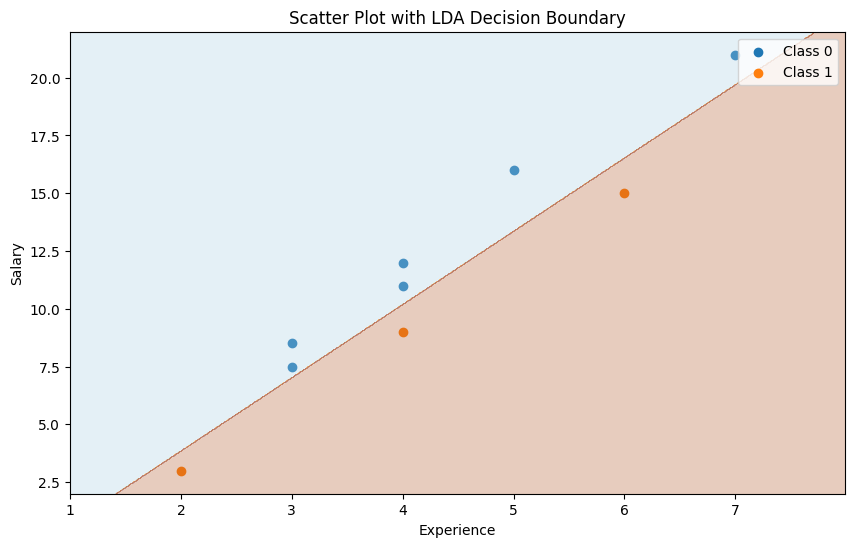 Scatter Plot with LDA Decision Boundary
Class 0
Class 1
20.0
17.5
15.0
12.5
10.0
7.5
5.0
2.5
Salary
1 2 3 4 5 6 7
Experience